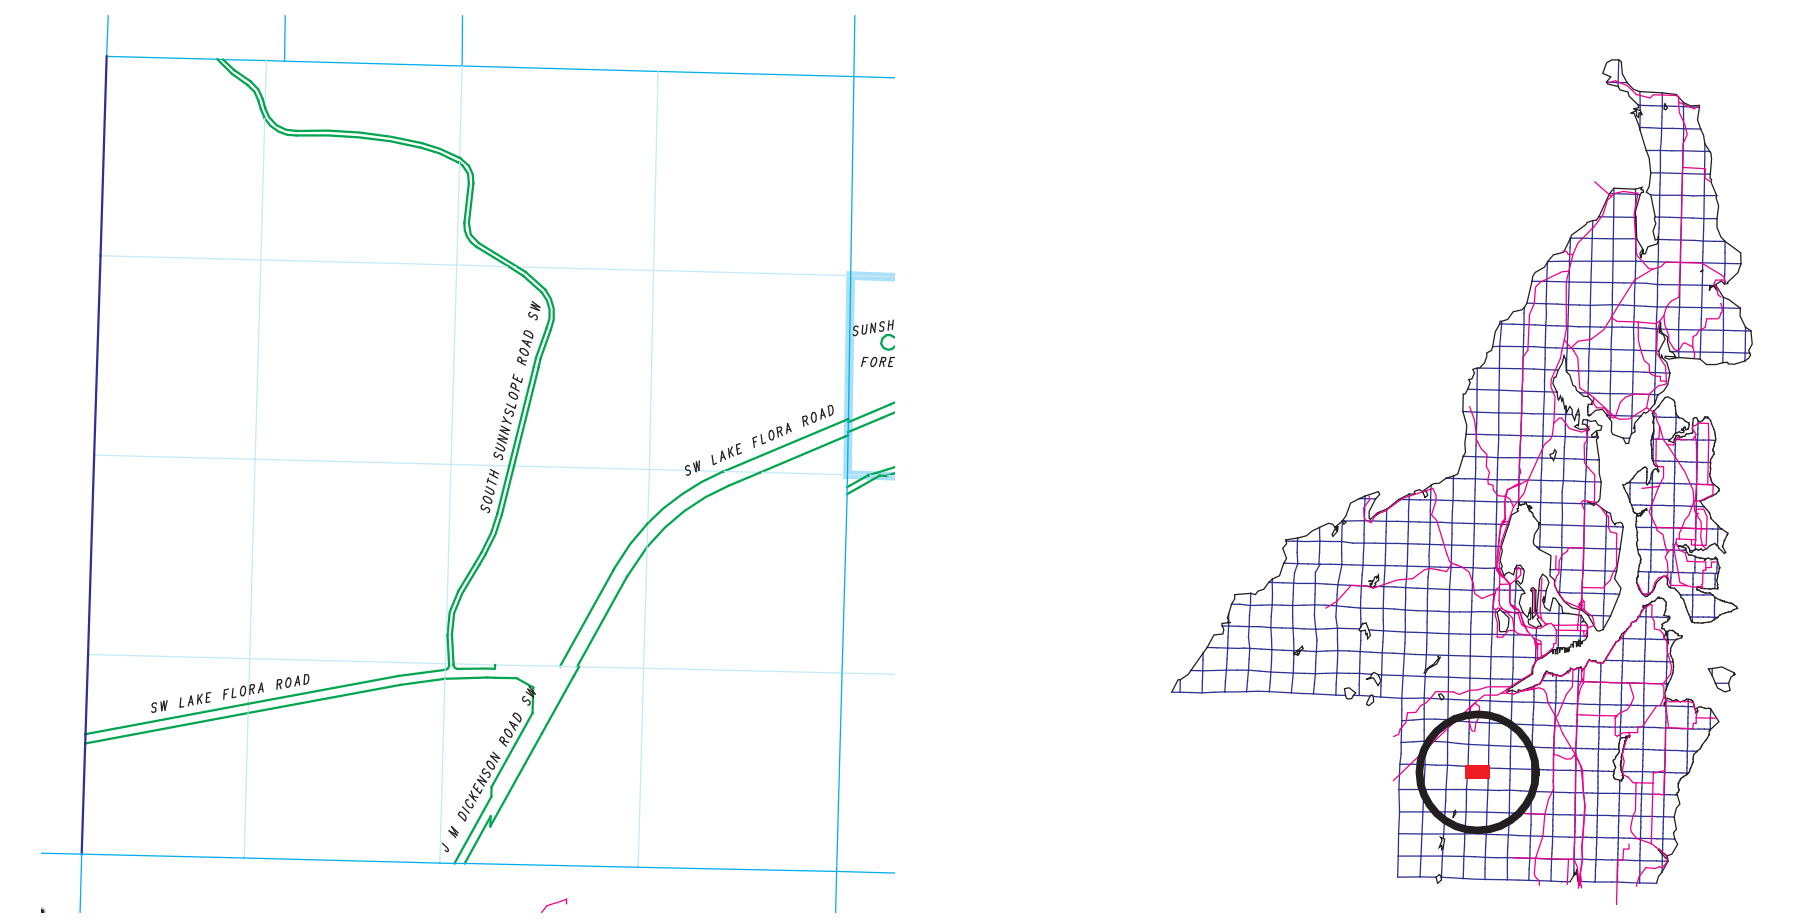 SOUTH SUNNYSLOPE ROAD SW
SUNSH
FORE
SW LAKE FLORA ROAD
SW LAKE FLORA ROAD
J M DICKENSON ROAD SW